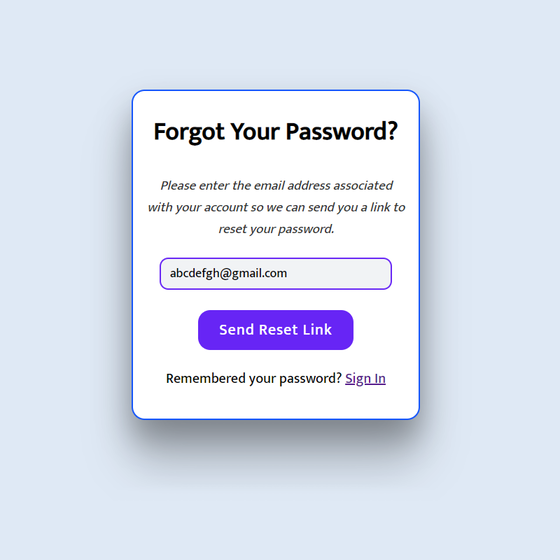 Forgot Your Password?
Please enter the email address associated
with your account so we can send you a link to
reset your password.
abcdefgh@gmail.com
Send Reset Link
Remembered your password? Sign In